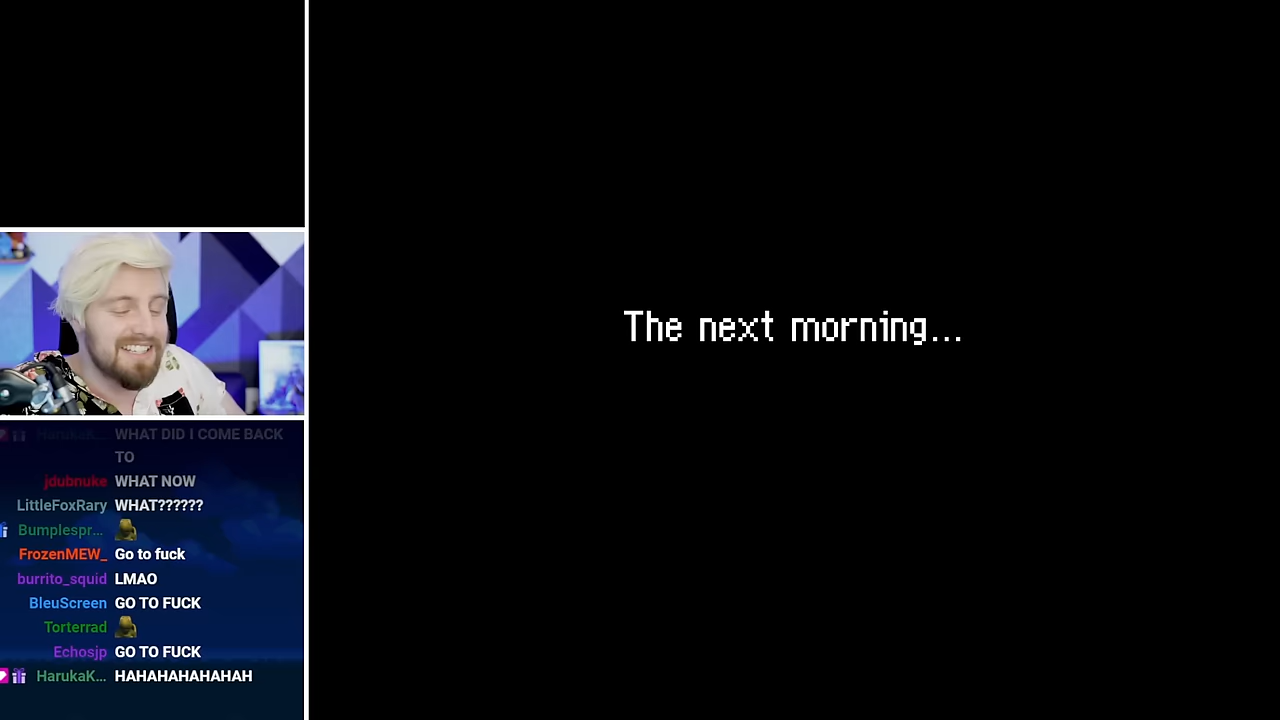 The next morning...
HarukaK... WHAT DID I COME BACK
TO
jdubnuke WHAT NOW
LittleFoxRary WHAT??????
Bumplespr...
FrozenMEW_ Go to fuck
burrito_squid LMAO
BleuScreen GO TO FUCK
Torterrad
Echosjp GO TO FUCK
HarukaK... HAHAHAHAHAHAH